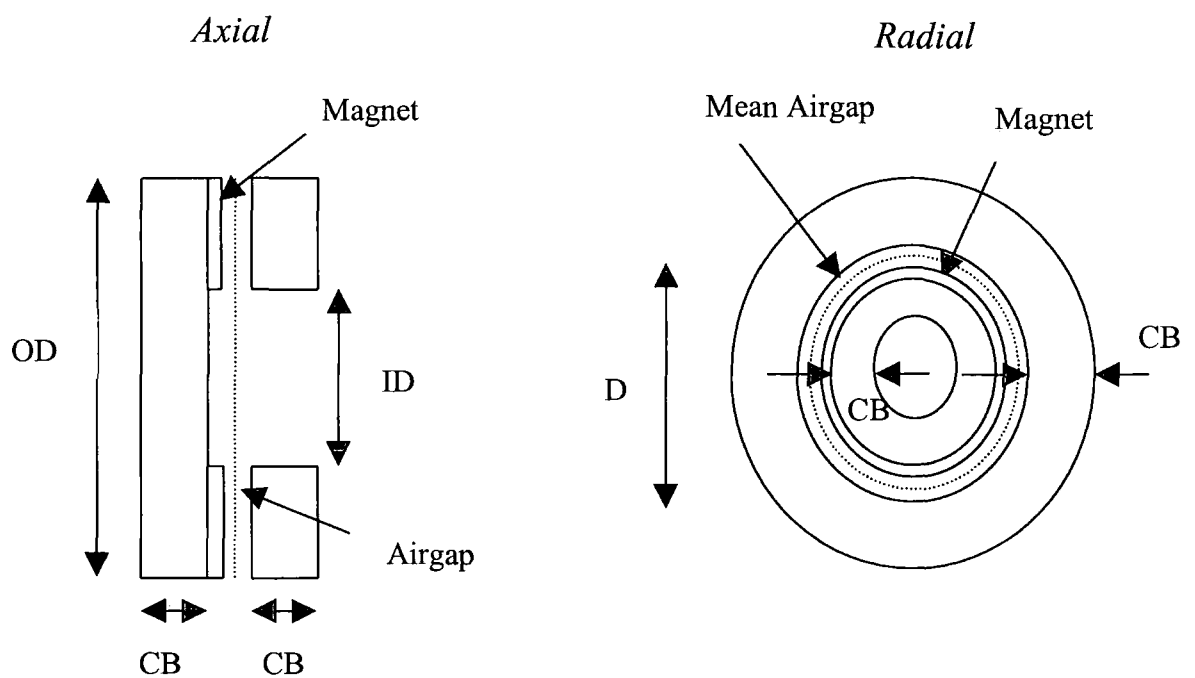 Axial
Radial
Magnet
Mean Airgap
Magnet
OD
ID
D
CB
CB
Airgap
CB
CB